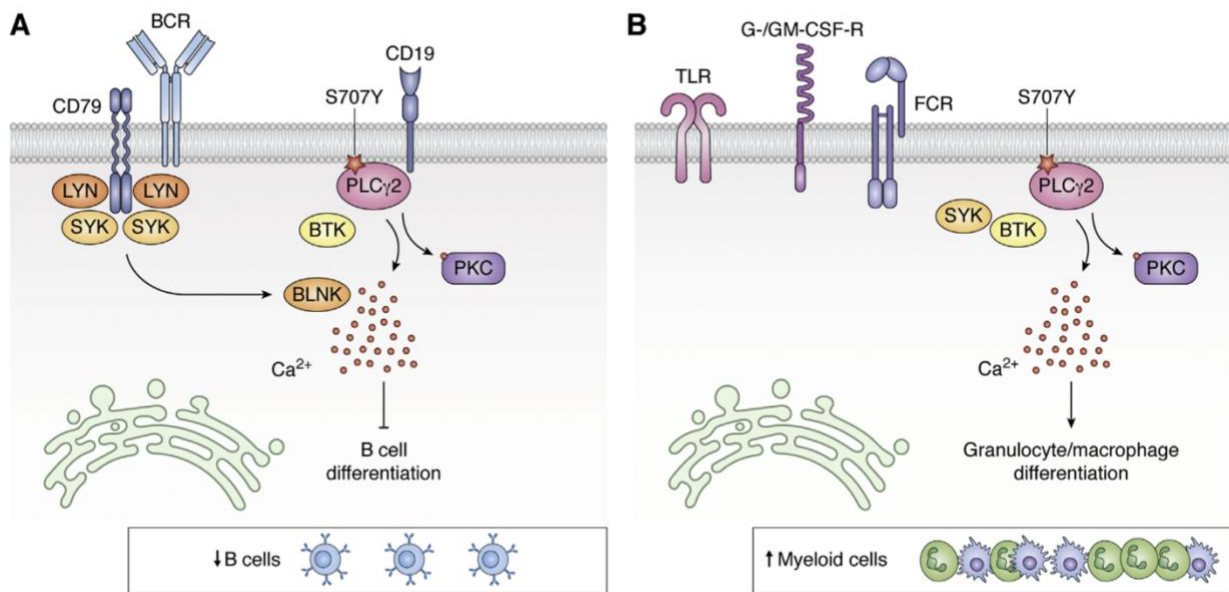 A
BCR
CD19
CD79
S707Y
LYN
LYN
PLCγ2
SYK
SYK
BTK
PKC
BLNK
Ca²⁺
B cell
differentiation
↓B cells
B
G-/GM-CSF-R
TLR
FCR
S707Y
PLCγ2
SYK
BTK
PKC
Ca²⁺
Granulocyte/macrophage
differentiation
↑Myeloid cells